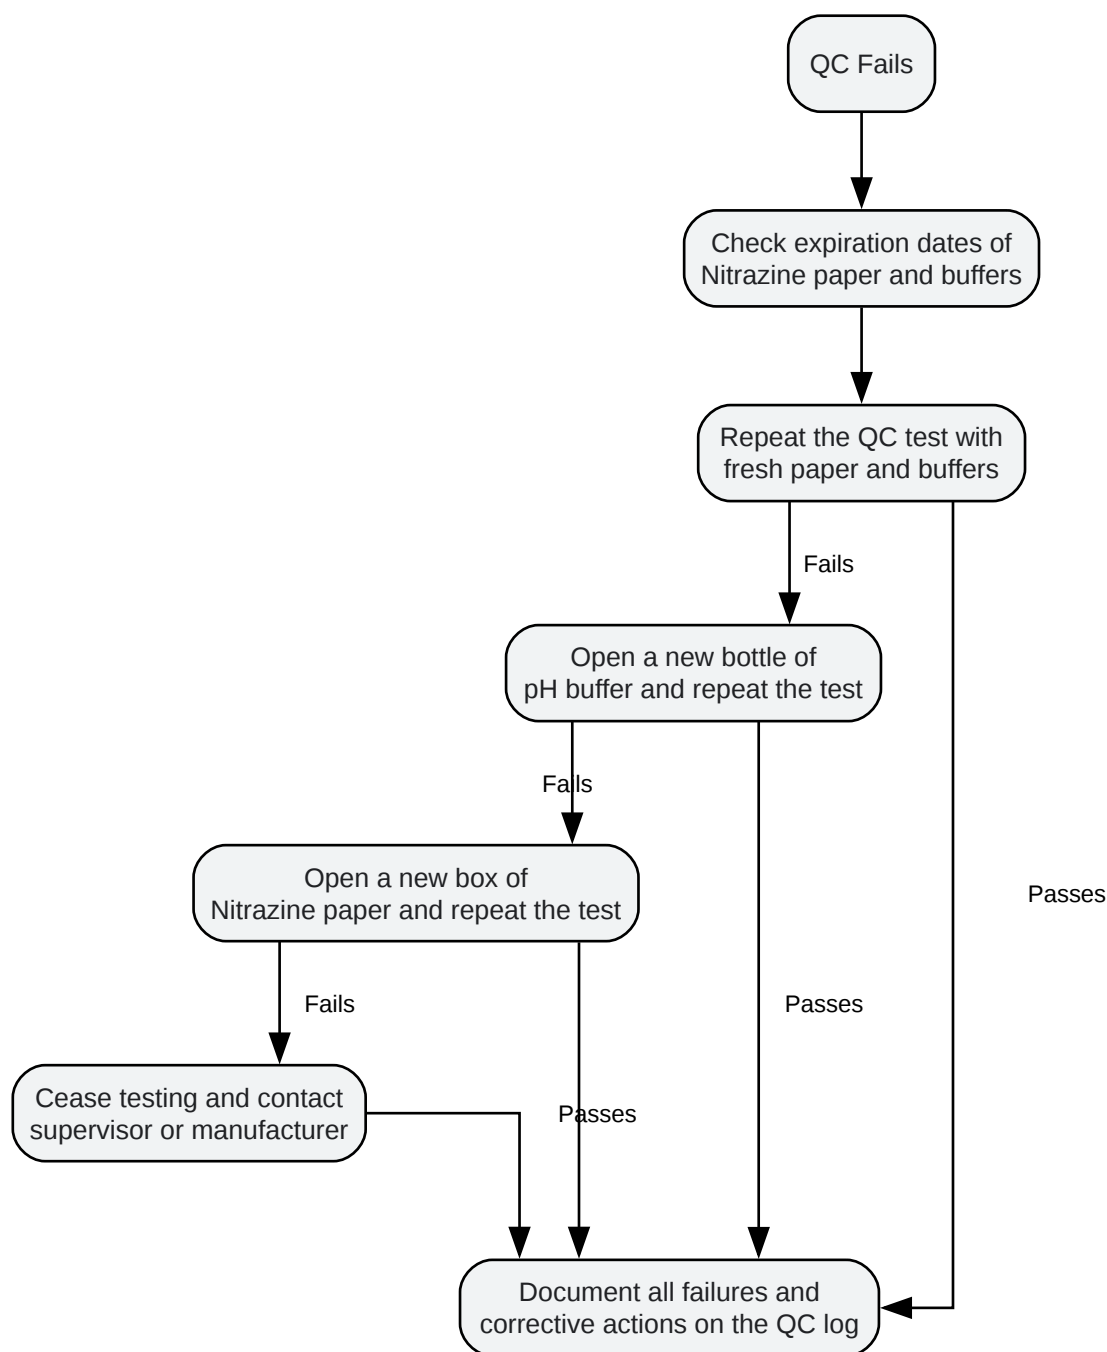 QC Fails
Check expiration dates of
Nitrazine paper and buffers
Repeat the QC test with
fresh paper and buffers
Fails
Open a new bottle of
pH buffer and repeat the test
Fails
Open a new box of
Nitrazine paper and repeat the test
Passes
Fails
Passes
Cease testing and contact
supervisor or manufacturer
Passes
Document all failures and
corrective actions on the QC log